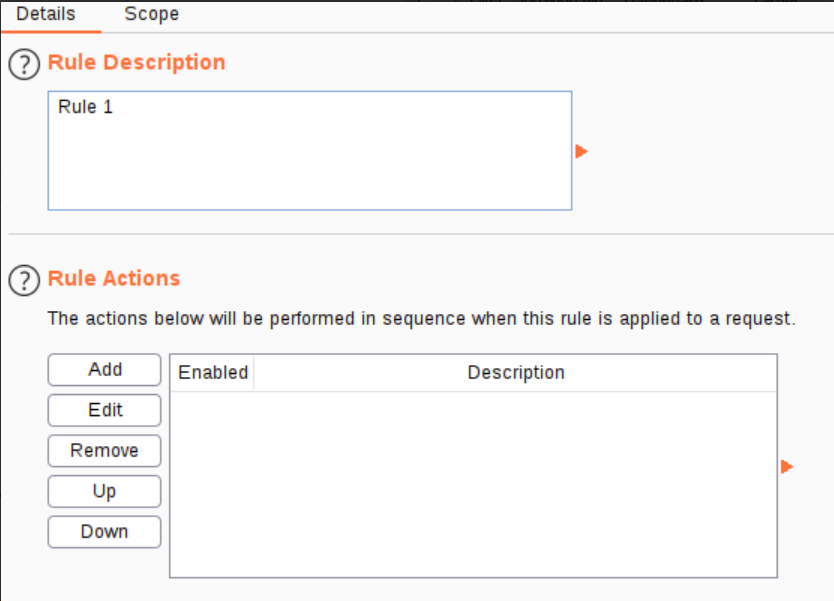 Details Scope
? Rule Description
Rule 1
? Rule Actions
The actions below will be performed in sequence when this rule is applied to a request.
Add
Edit
Remove
Up
Down
Enabled Description